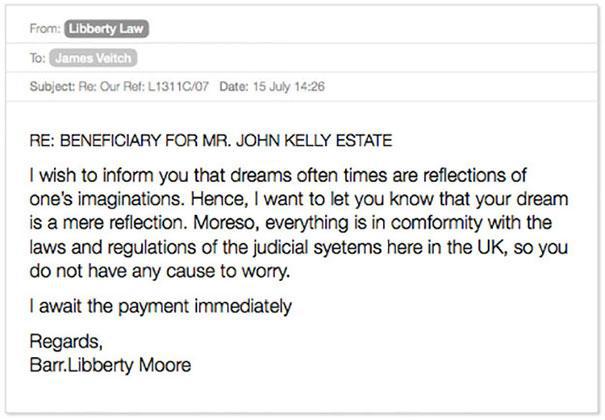 From: Libberty Law
To: James Veitch
Subject: Re: Our Ref: L1311C/07 Date: 15 July 14:26
RE: BENEFICIARY FOR MR. JOHN KELLY ESTATE
I wish to inform you that dreams often times are reflections of
one's imaginations. Hence, I want to let you know that your dream
is a mere reflection. Moreso, everything is in comformity with the
laws and regulations of the judicial syetems here in the UK, so you
do not have any cause to worry.
I await the payment immediately
Regards,
Barr.Libberty Moore